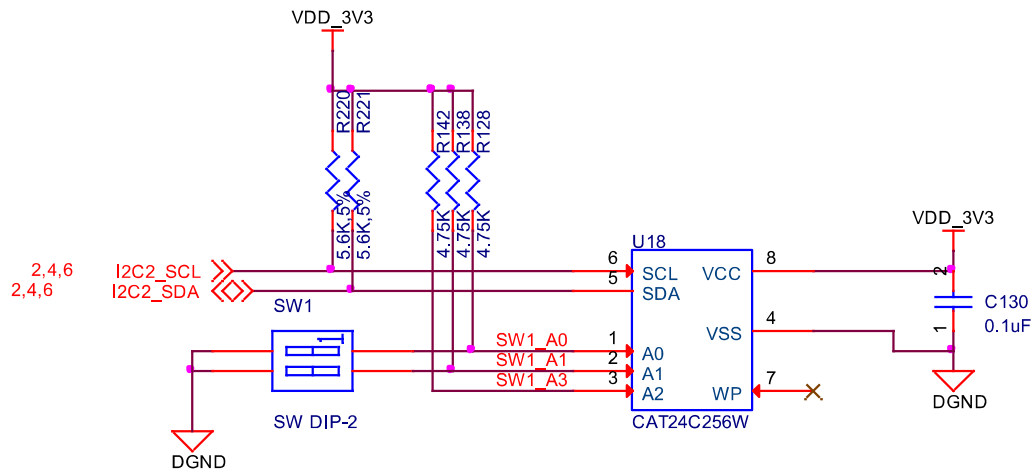 VDD_3V3
R220
R221
R142
R138
R128
5.6K,5%
5.6K,5%
4.75K
4.75K
4.75K
VDD_3V3
U18
2,4,6 I2C2_SCL 6 SCL VCC 8
2,4,6 I2C2_SDA 5 SDA
2
C130
0.1uF
1
SW1
VSS 4
1
SW1_A0 1 A0
SW1_A1 2 A1
SW1_A3 3 A2 WP 7
DGND
SW DIP-2
CAT24C256W
DGND